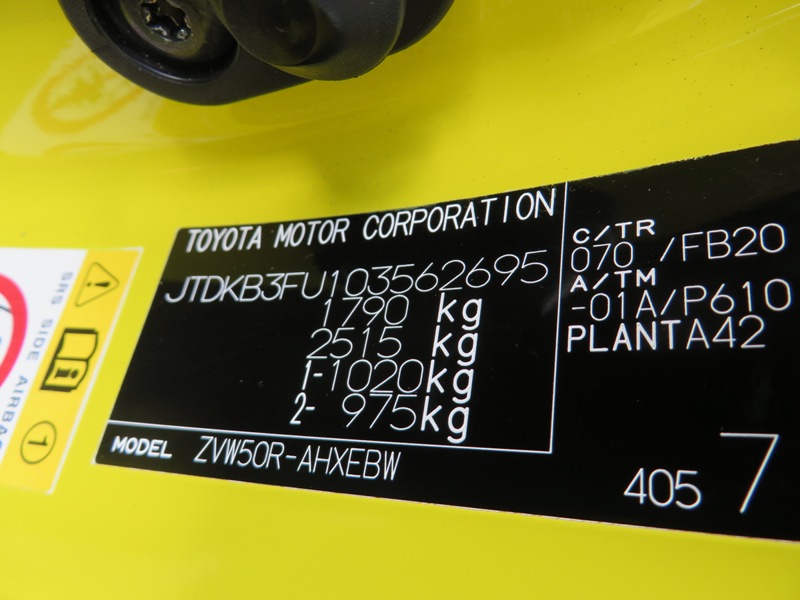 TOYOTA MOTOR CORPORATION
JTDKB3FU103562695
1790 kg
2515 kg
1-1020kg
2- 975kg
MODEL ZVW50R-AHXEBW
C/TR
070 /FB20
A/TM
-01A/P610
PLANTA42
405 7
SRS SIDE AIRBAG
1